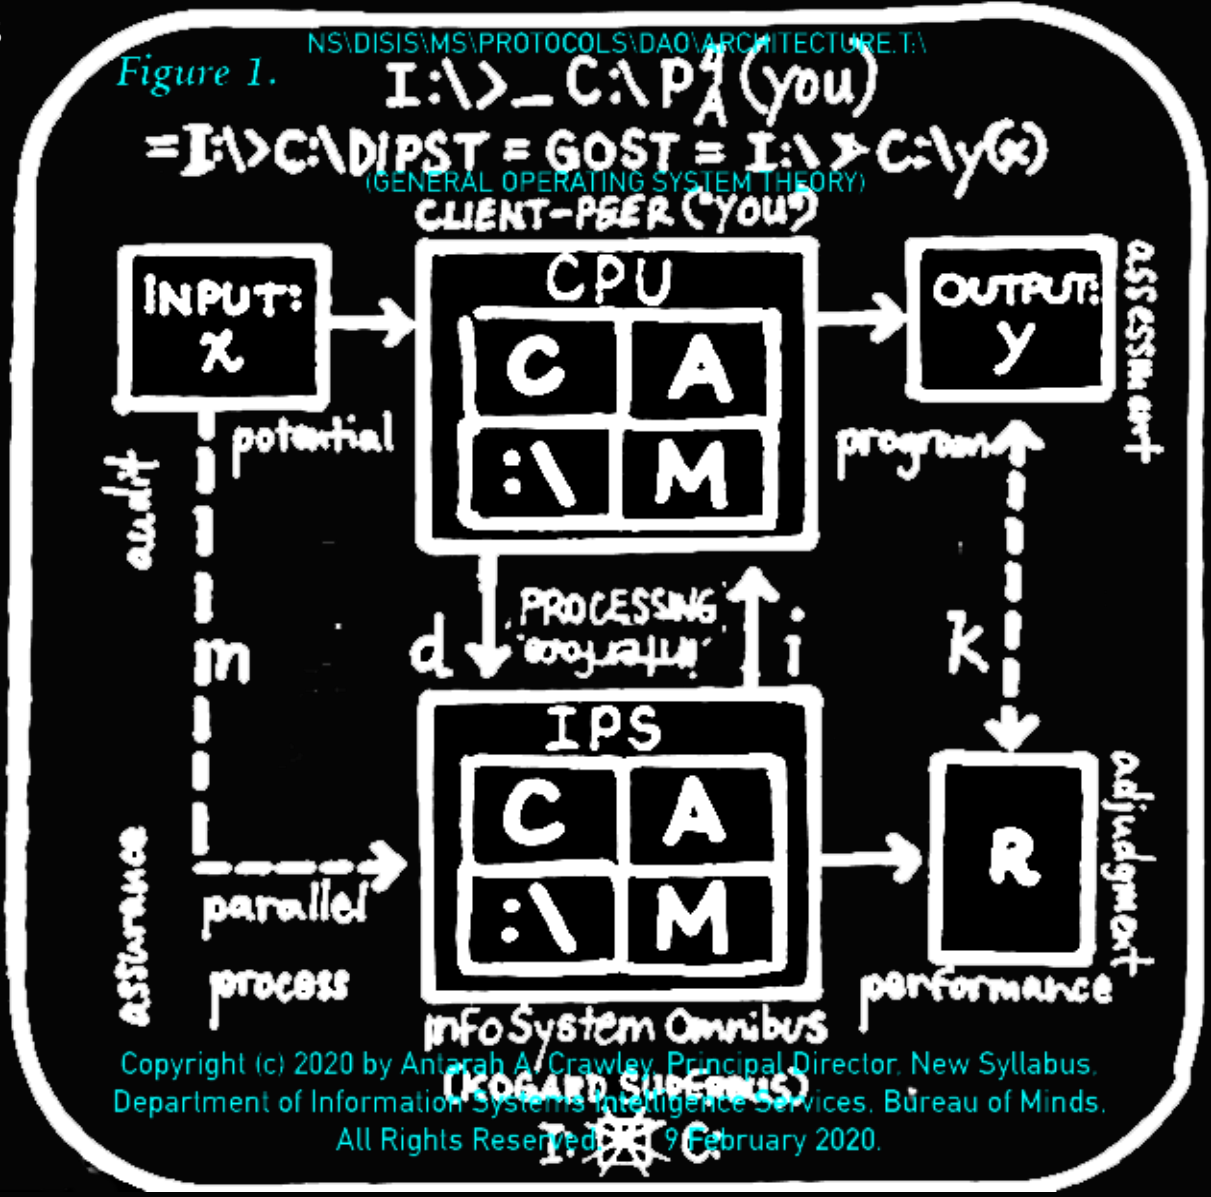 NS\DISIS\MS\PROTOCOLS\DAO\ARCHITECTURE.T:\
Figure 1.
I:\>_ C:\P4A(you)
=I:\>C:\DIPST = GOST = I:\>C:\y(x)
(GENERAL OPERATING SYSTEM THEORY)
CLIENT-PEER ("YOU")
INPUT:
x
CPU
C A
:\ M
OUTPUT:
y
assessment
potential
program
audit
m
d
PROCESSING
i
k
IPS
C A
:\ M
R
adjudgment
assurance
parallel
process
performance
InfoSystem Omnibus
Copyright (c) 2020 by Antarah A. Crawley, Principal Director, New Syllabus,
(KOGARD SUDERBUS)
Department of Information Systems Intelligence Services, Bureau of Minds.
All Rights Reserved 9 February 2020.
I: C: